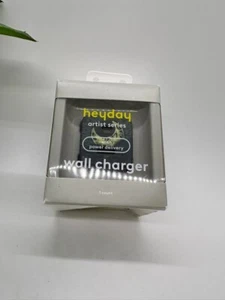 heyday
artist series
power delivery
wall charger